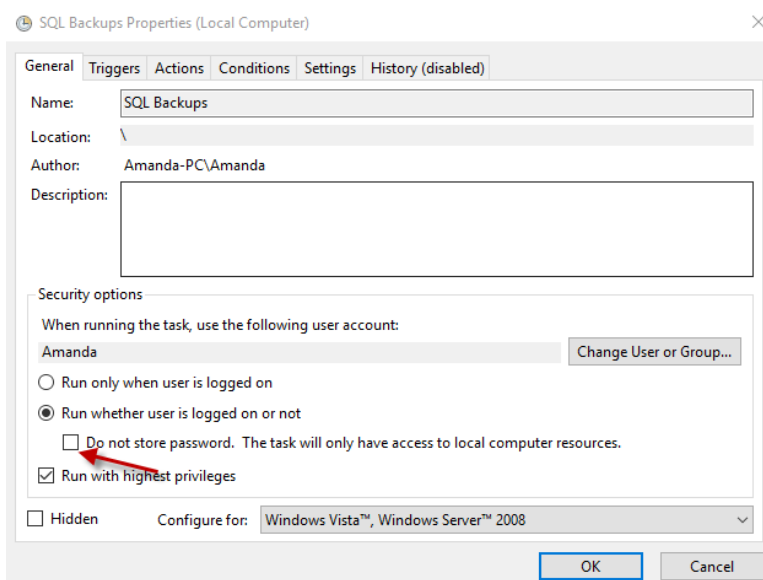 SQL Backups Properties (Local Computer)
General Triggers Actions Conditions Settings History (disabled)
Name: SQL Backups
Location: \
Author: Amanda-PC\Amanda
Description:
Security options
When running the task, use the following user account:
Amanda Change User or Group...
Run only when user is logged on
Run whether user is logged on or not
Do not store password. The task will only have access to local computer resources.
Run with highest privileges
Hidden Configure for: Windows Vista™, Windows Server™ 2008
OK Cancel